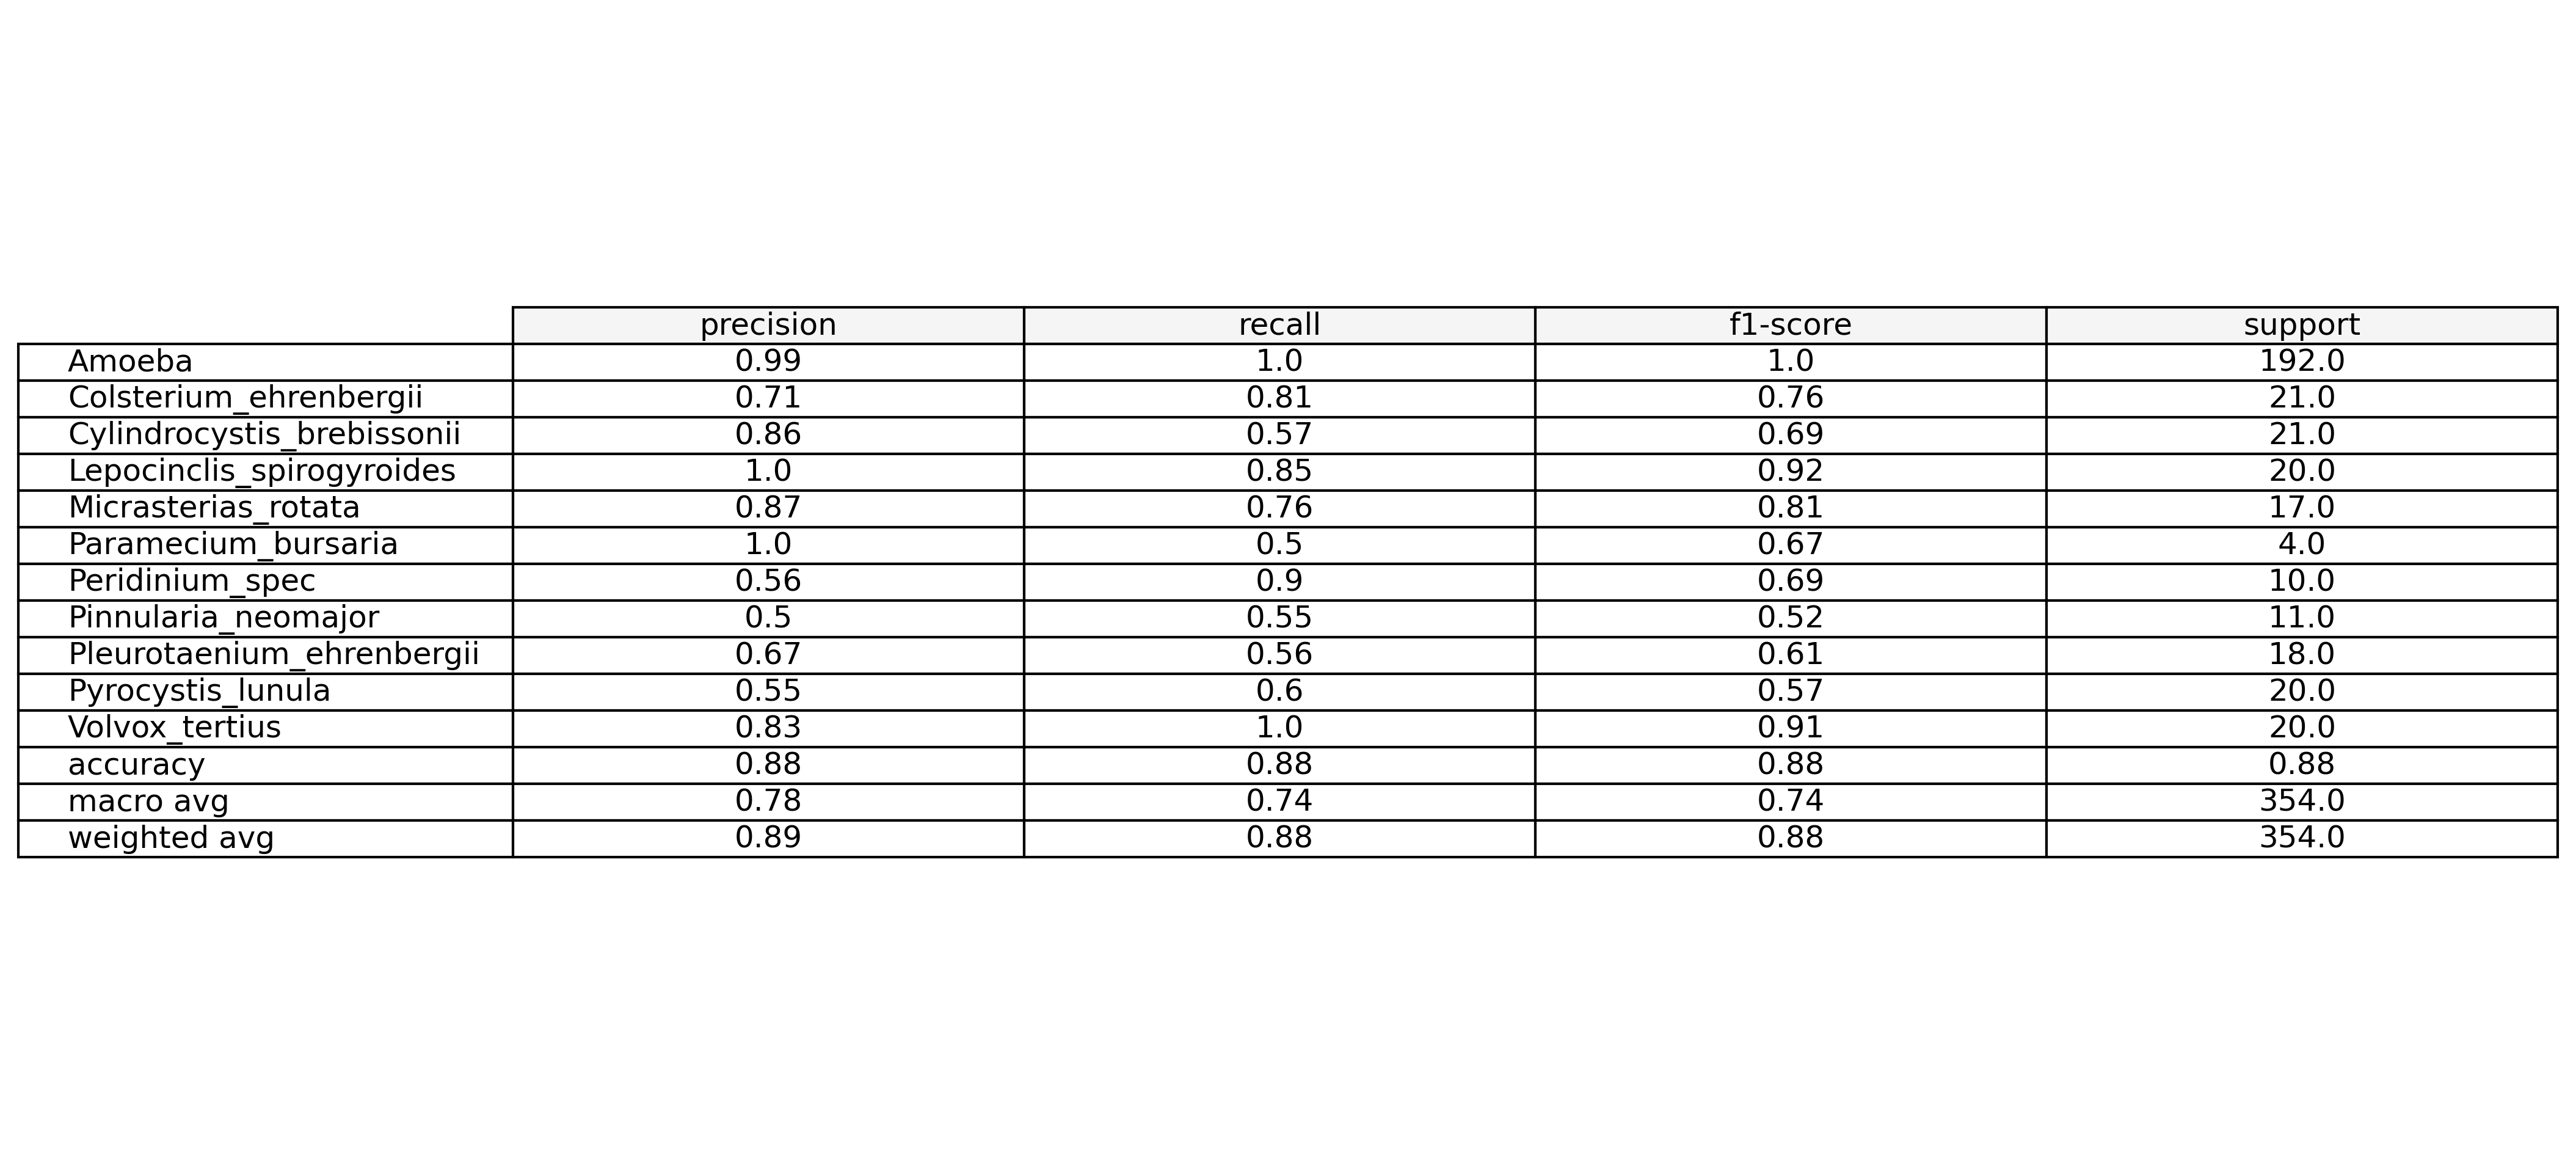 precision recall f1-score support
Amoeba 0.99 1.0 1.0 192.0
Colsterium_ehrenbergii 0.71 0.81 0.76 21.0
Cylindrocystis_brebissonii 0.86 0.57 0.69 21.0
Lepocinclis_spirogyroides 1.0 0.85 0.92 20.0
Micrasterias_rotata 0.87 0.76 0.81 17.0
Paramecium_bursaria 1.0 0.5 0.67 4.0
Peridinium_spec 0.56 0.9 0.69 10.0
Pinnularia_neomajor 0.5 0.55 0.52 11.0
Pleurotaenium_ehrenbergii 0.67 0.56 0.61 18.0
Pyrocystis_lunula 0.55 0.6 0.57 20.0
Volvox_tertius 0.83 1.0 0.91 20.0
accuracy 0.88 0.88 0.88 0.88
macro avg 0.78 0.74 0.74 354.0
weighted avg 0.89 0.88 0.88 354.0